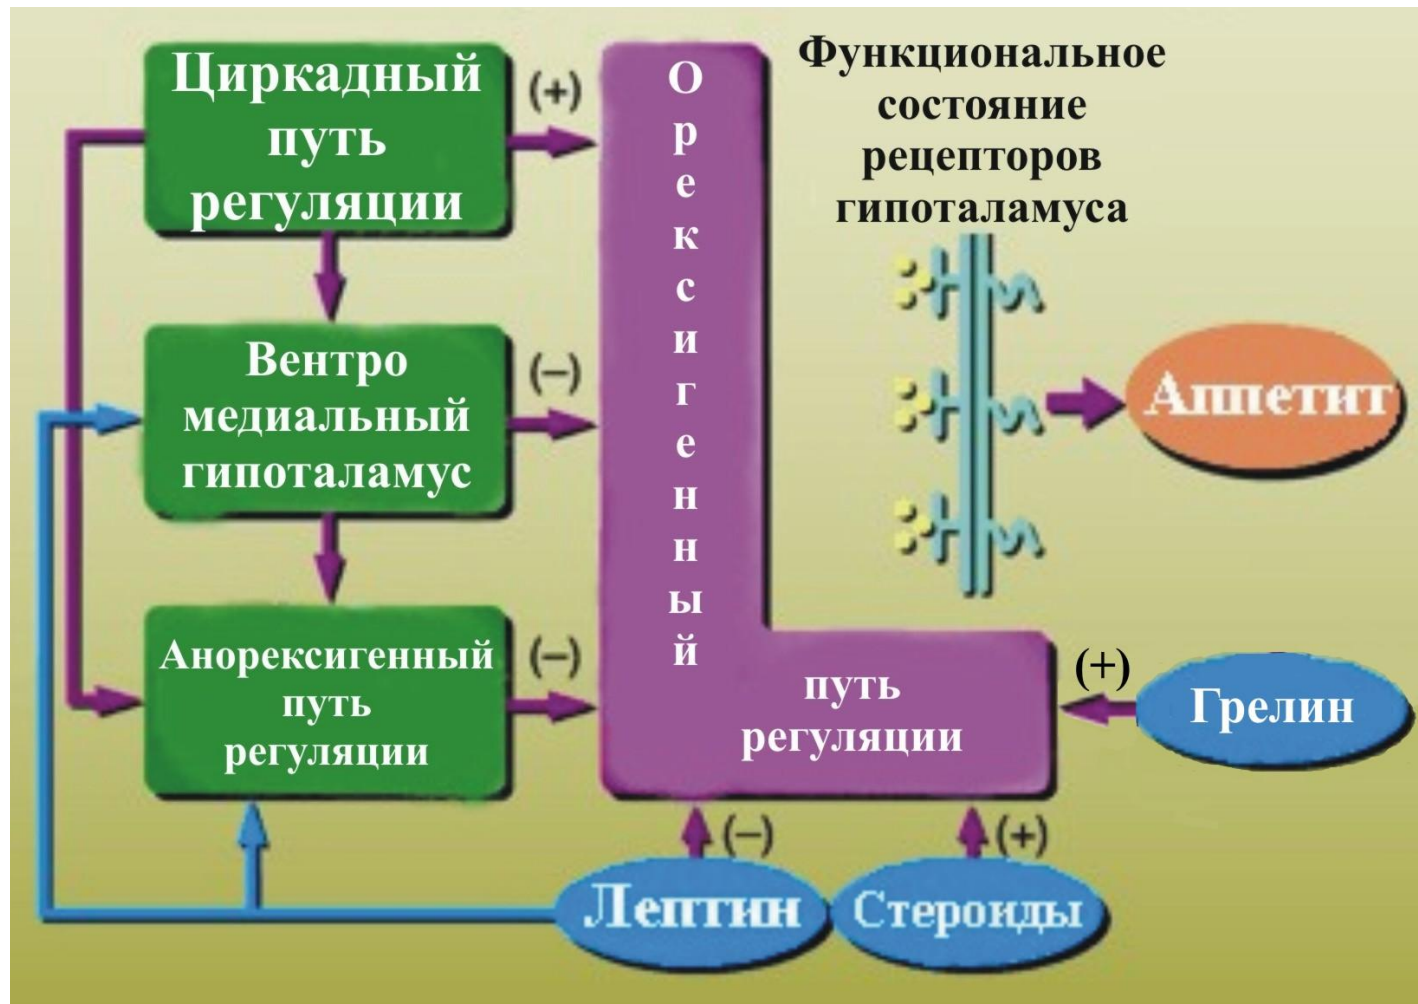 Циркадный
путь
регуляции
(+)
Вентро
медиальный
гипоталамус
(–)
Анорексигенный
путь
регуляции
(–)
Орексигенный
путь
регуляции
Функциональное
состояние
рецепторов
гипоталамуса
Аппетит
(+)
Грелин
(–)
(+)
Лептин
Стероиды